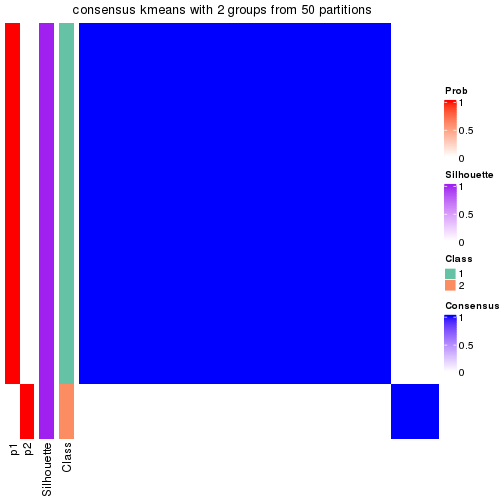 consensus kmeans with 2 groups from 50 partitions
Prob
1
0.5
0
Silhouette
1
0.5
0
Class
1
2
Consensus
1
0.5
0
p1
p2
Silhouette
Class